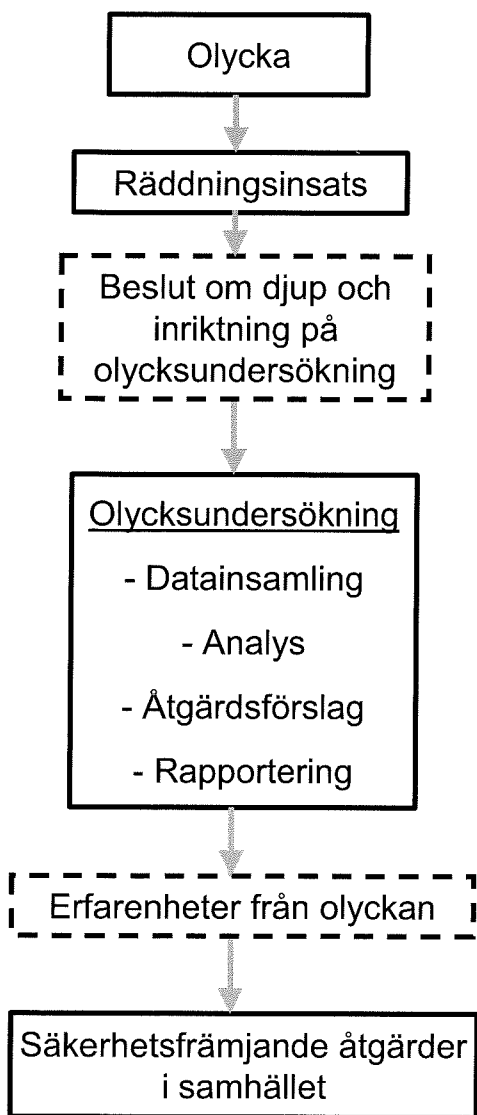 Olycka
Räddningsinsats
Beslut om djup och
inriktning på
olycksundersökning
Olycksundersökning
- Datainsamling
- Analys
- Åtgärdsförslag
- Rapportering
Erfarenheter från olyckan
Säkerhetsfrämjande åtgärder
i samhället